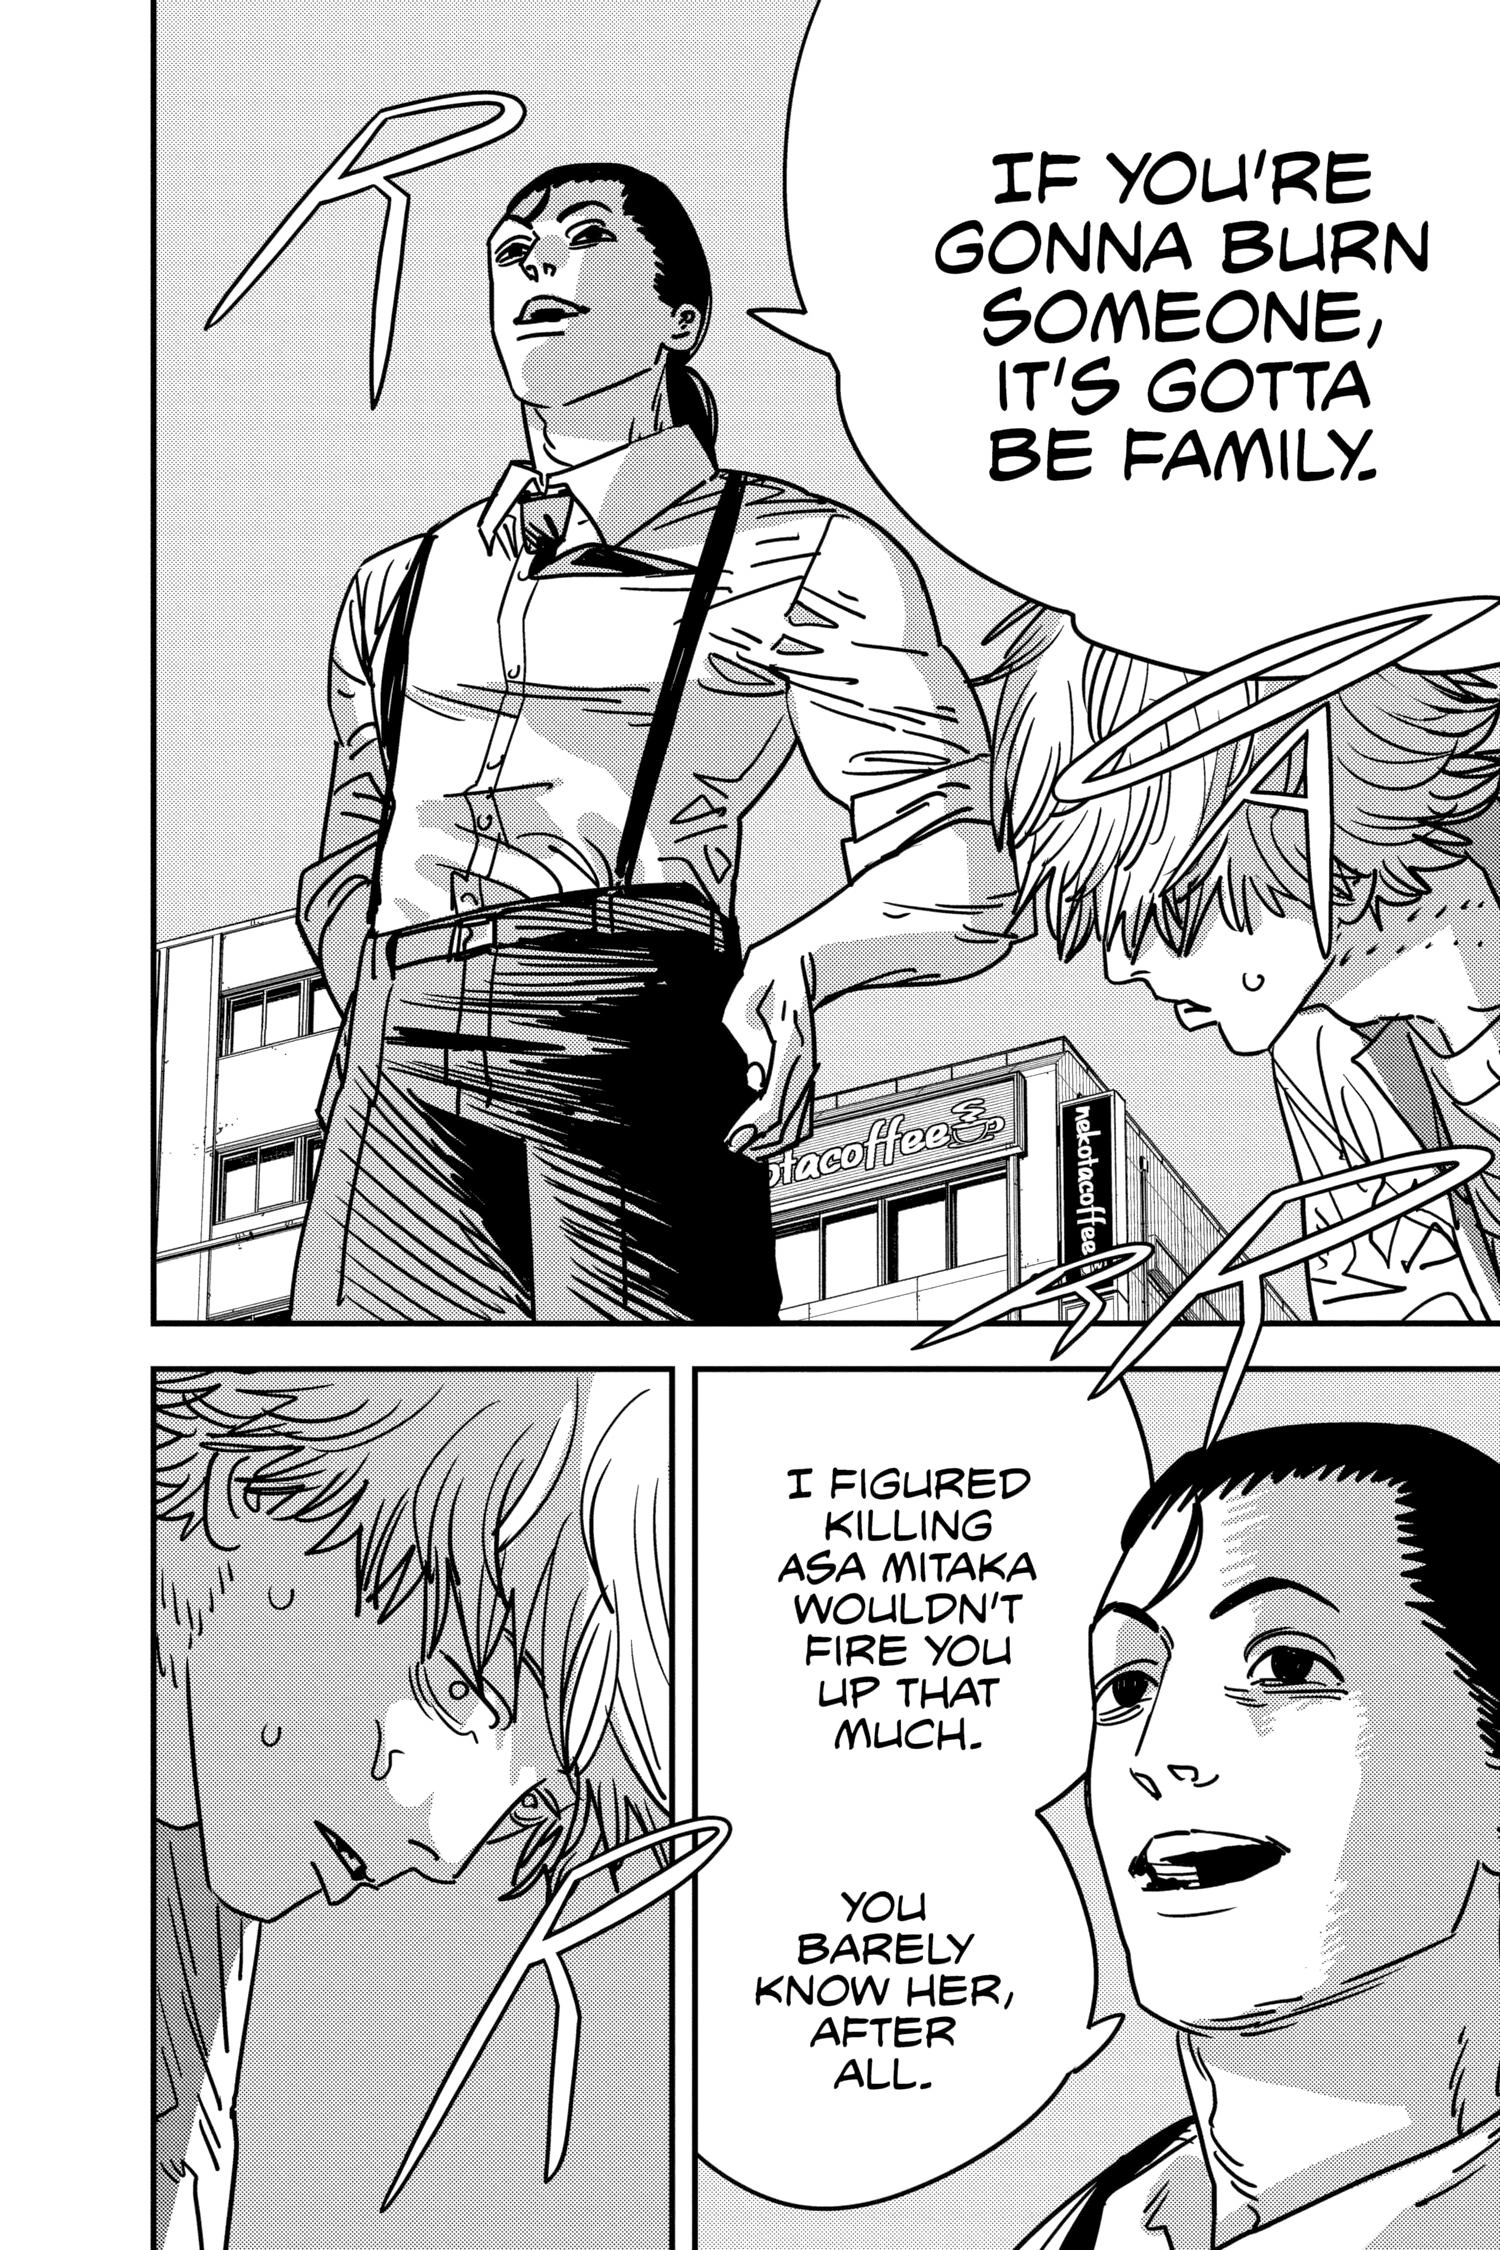 IF YOU'RE
GONNA BURN
SOMEONE,
IT'S GOTTA
BE FAMILY.
R
A
otacoffee
nekotacoffee
R
R
I FIGURED
KILLING
ASA MITAKA
WOULDN'T
FIRE YOU
UP THAT
MUCH.
YOU
BARELY
KNOW HER,
AFTER
ALL.
R